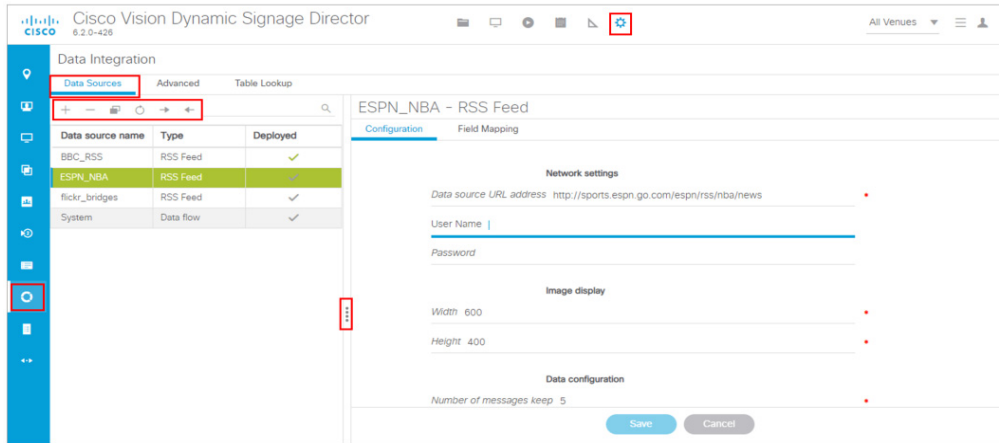 CISCO
Cisco Vision Dynamic Signage Director
6.2.0-426
All Venues
Data Integration
Data Sources Advanced Table Lookup
Data source name Type Deployed
BBC_RSS RSS Feed
ESPN_NBA RSS Feed
flickr_bridges RSS Feed
System Data flow
ESPN_NBA - RSS Feed
Configuration Field Mapping
Network settings
Data source URL address http://sports.espn.go.com/espn/rss/nba/news
User Name
Password
Image display
Width 600
Height 400
Data configuration
Number of messages keep 5
Save Cancel